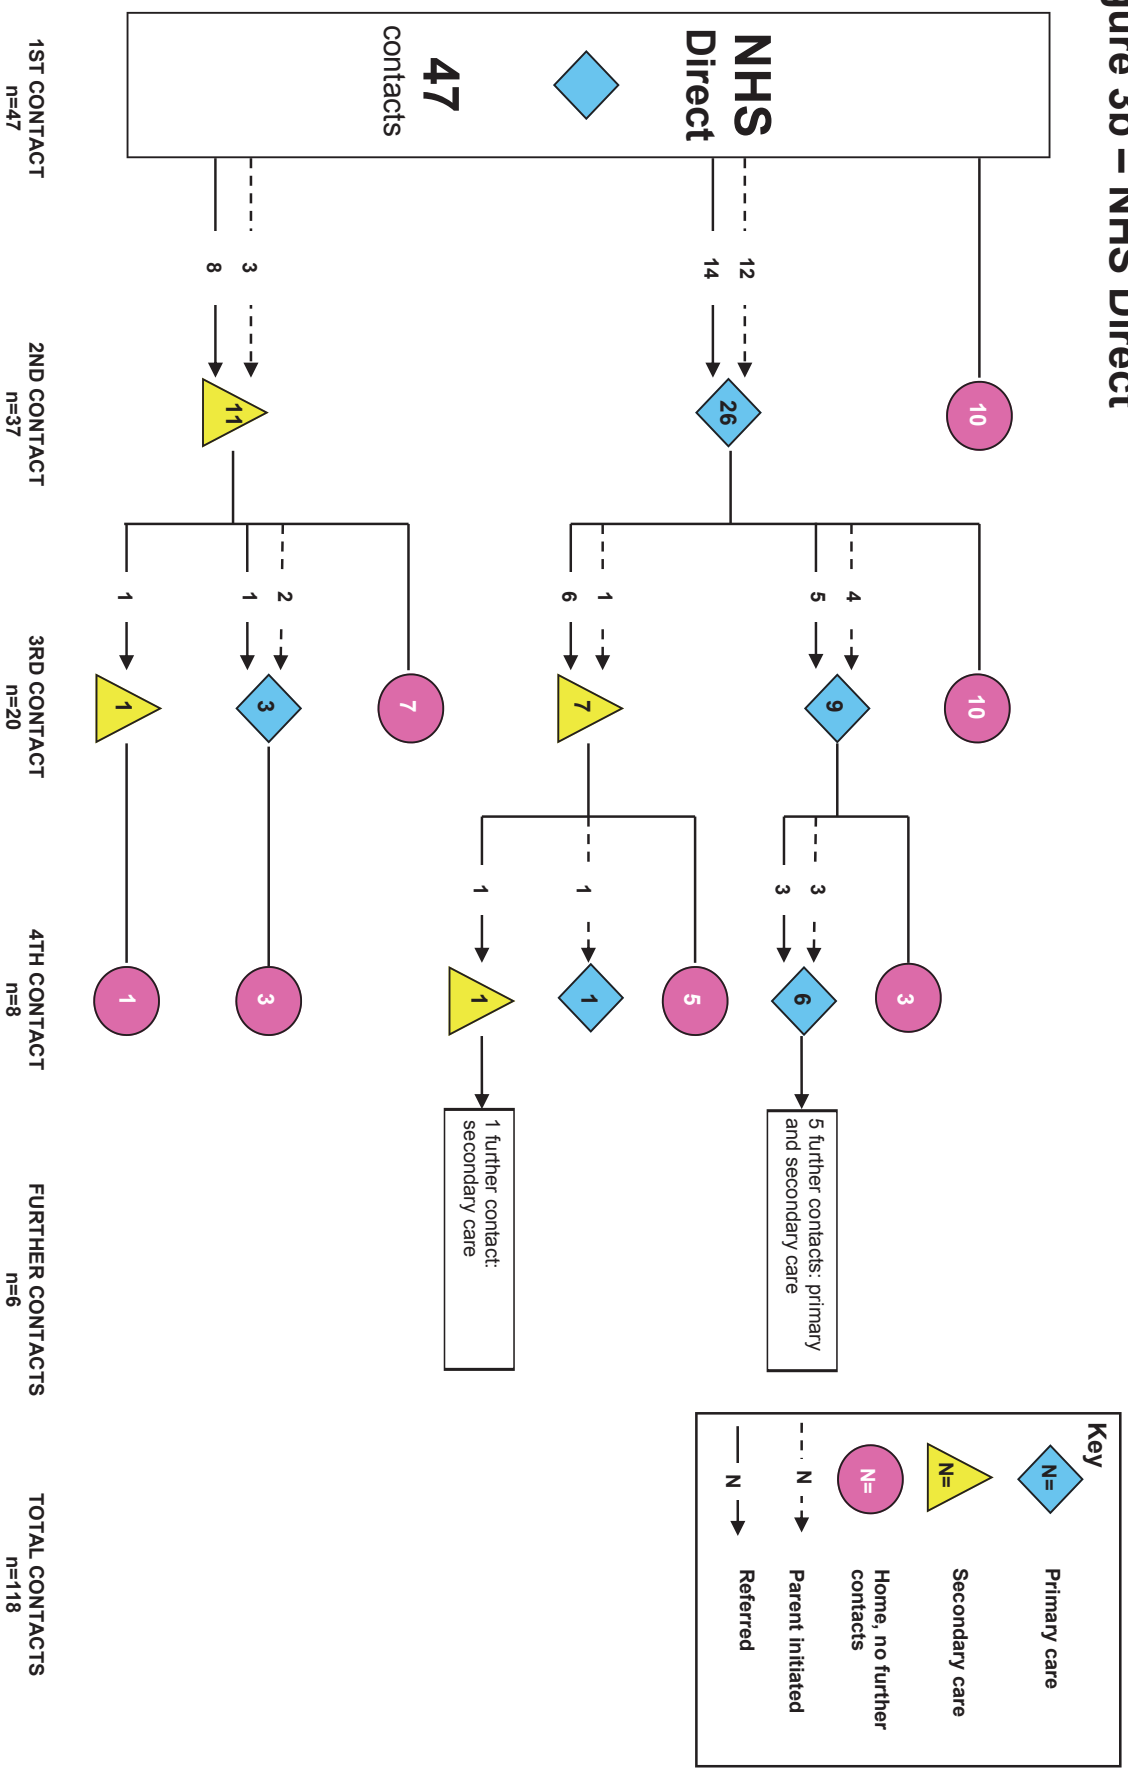 gure 3b – NHS Direct
NHS
Direct
47
contacts
12
14
3
8
10
26
11
4
5
1
6
2
1
1
10
9
7
7
3
1
3
3
1
1
3
6
5
1
1
3
1
5 further contacts: primary
and secondary care
1 further contact:
secondary care
Key
N=
Primary care
N=
Secondary care
N=
Home, no further
contacts
N
Parent initiated
N
Referred
1ST CONTACT
n=47
2ND CONTACT
n=37
3RD CONTACT
n=20
4TH CONTACT
n=8
FURTHER CONTACTS
n=6
TOTAL CONTACTS
n=118